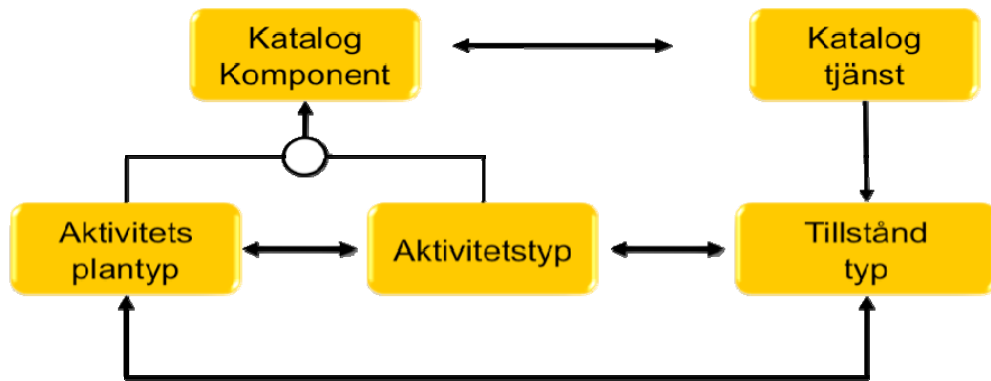 Katalog
Komponent
Katalog
tjänst
Aktivitets
plantyp
Aktivitetstyp
Tillstånd
typ